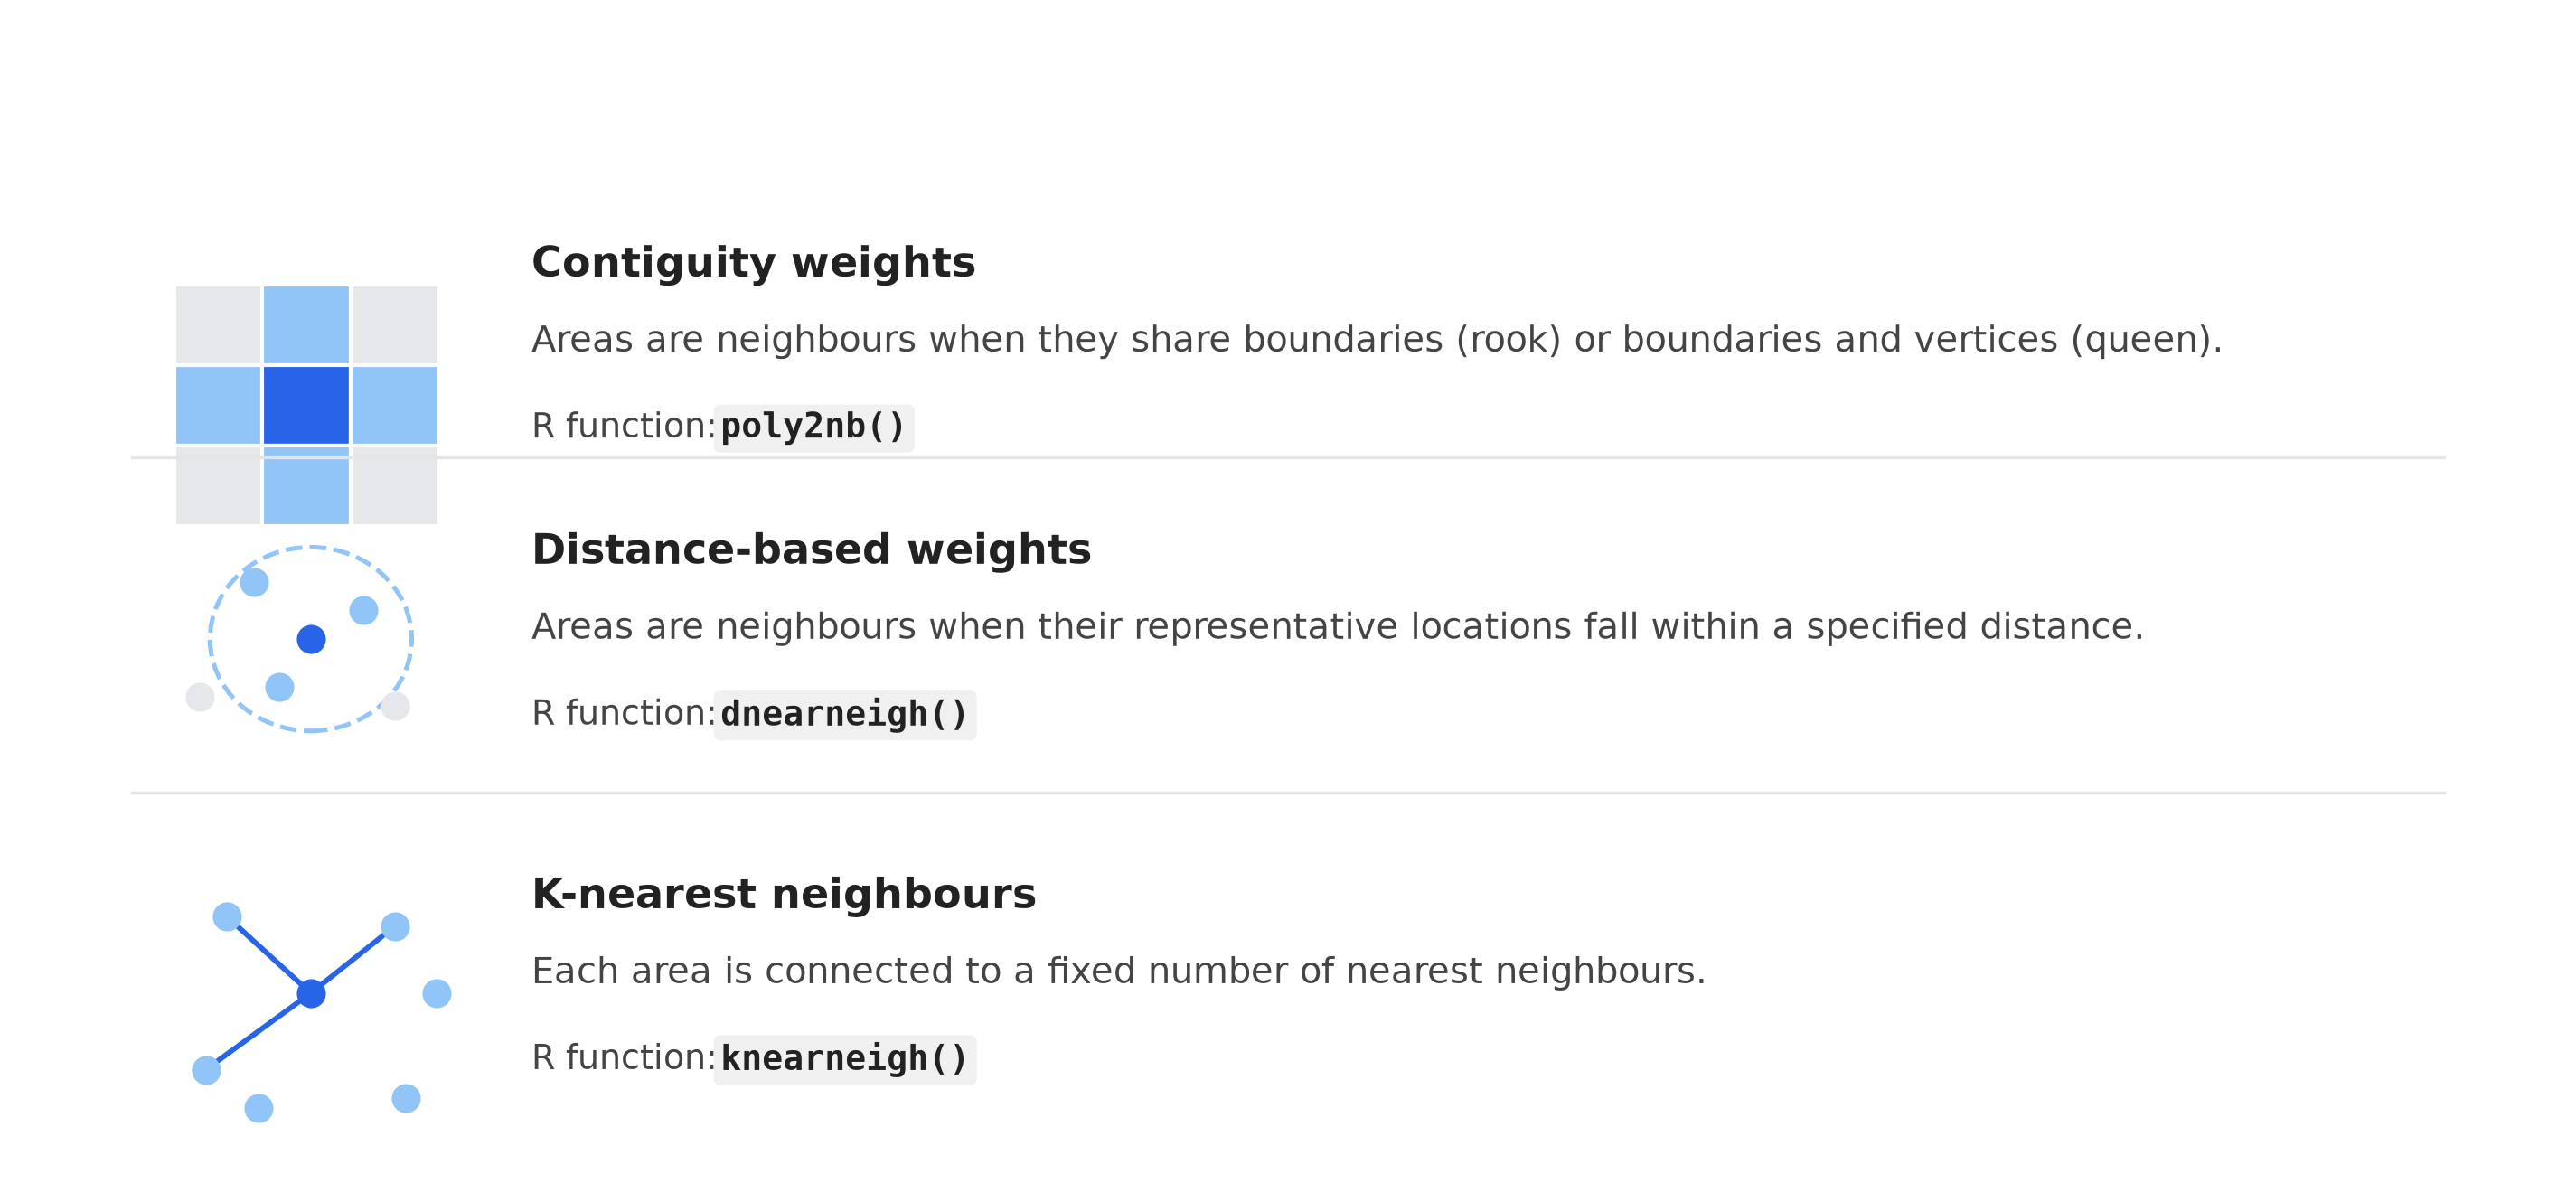 Contiguity weights
Areas are neighbours when they share boundaries (rook) or boundaries and vertices (queen).
R function: poly2nb()
Distance-based weights
Areas are neighbours when their representative locations fall within a specified distance.
R function: dnearneigh()
K-nearest neighbours
Each area is connected to a fixed number of nearest neighbours.
R function: knearneigh()